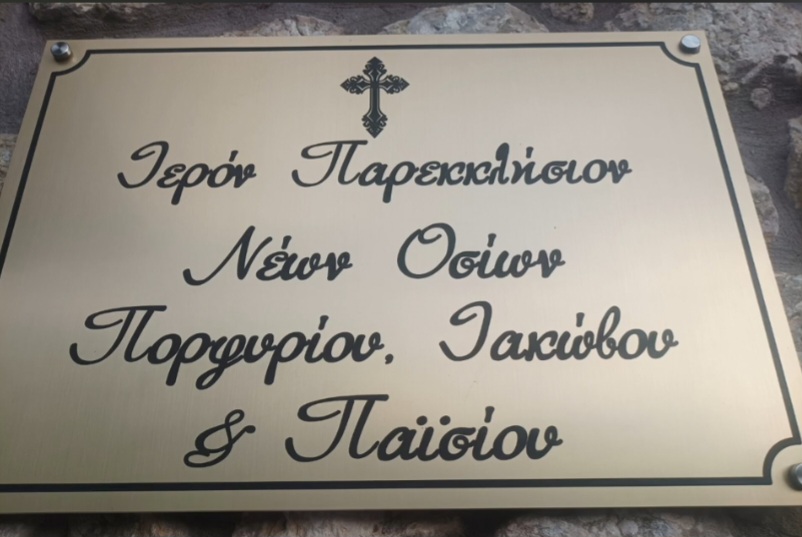 Ιερόν Παρεκκλήσιον
Νέων Οσίων
Πορφυρίου, Ιακώβου
& Παϊσίου